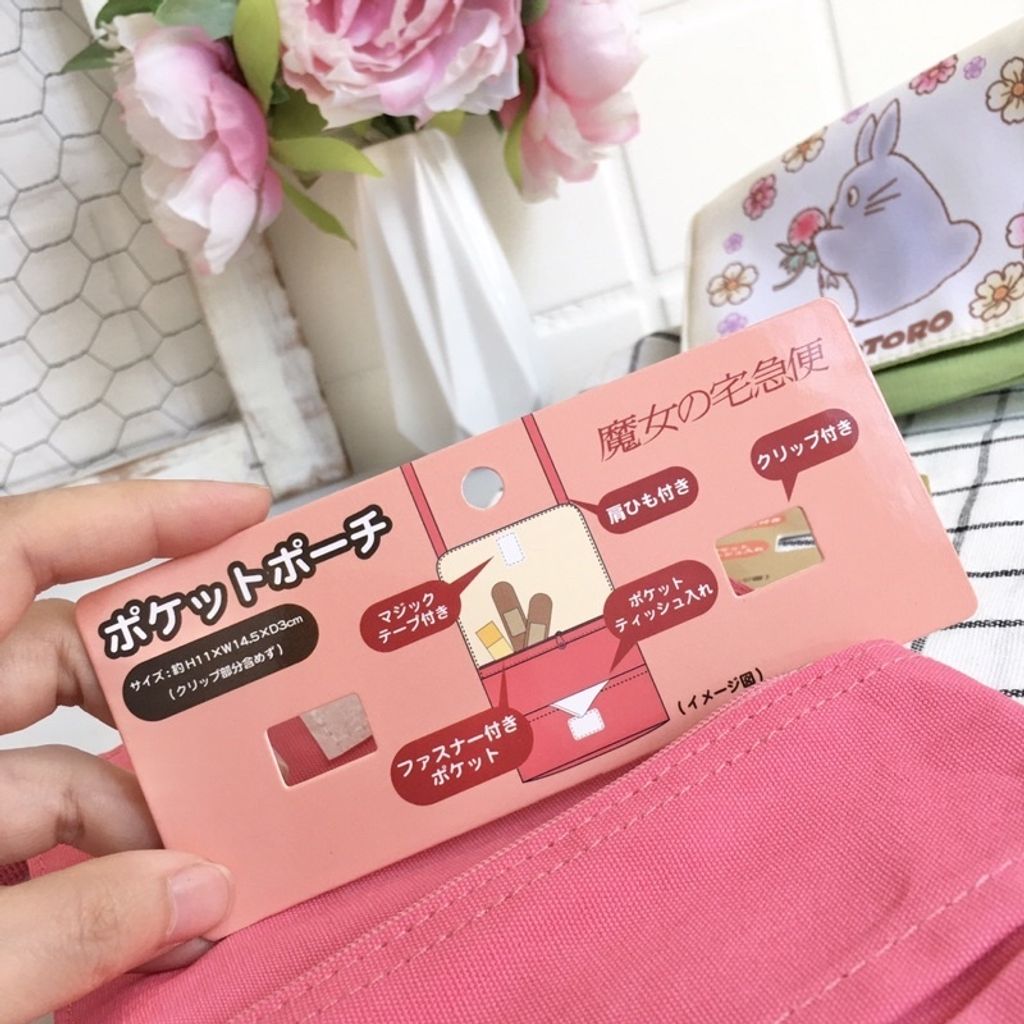 魔女の宅急便
クリップ付き
肩ひも付き
ポケットポーチ
サイズ:約H11×W14.5×D3cm
(クリップ部分含めず)
マジック
テープ付き
ポケット
ティッシュ入れ
ファスナー付き
ポケット
(イメージ図)
TORO